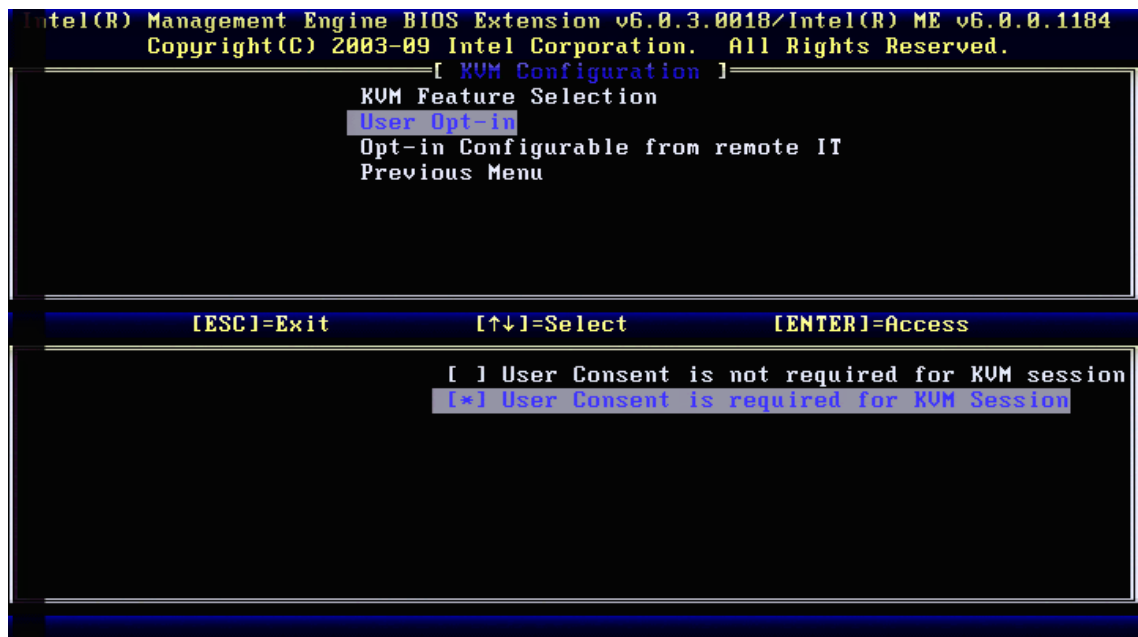 Intel(R) Management Engine BIOS Extension v6.0.3.0018/Intel(R) ME v6.0.0.1184
Copyright(C) 2003-09 Intel Corporation. All Rights Reserved.
[ KVM Configuration ]
KVM Feature Selection
User Opt-in
Opt-in Configurable from remote IT
Previous Menu
[ESC]=Exit [↑↓]=Select [ENTER]=Access
[ ] User Consent is not required for KVM session
[*] User Consent is required for KVM Session